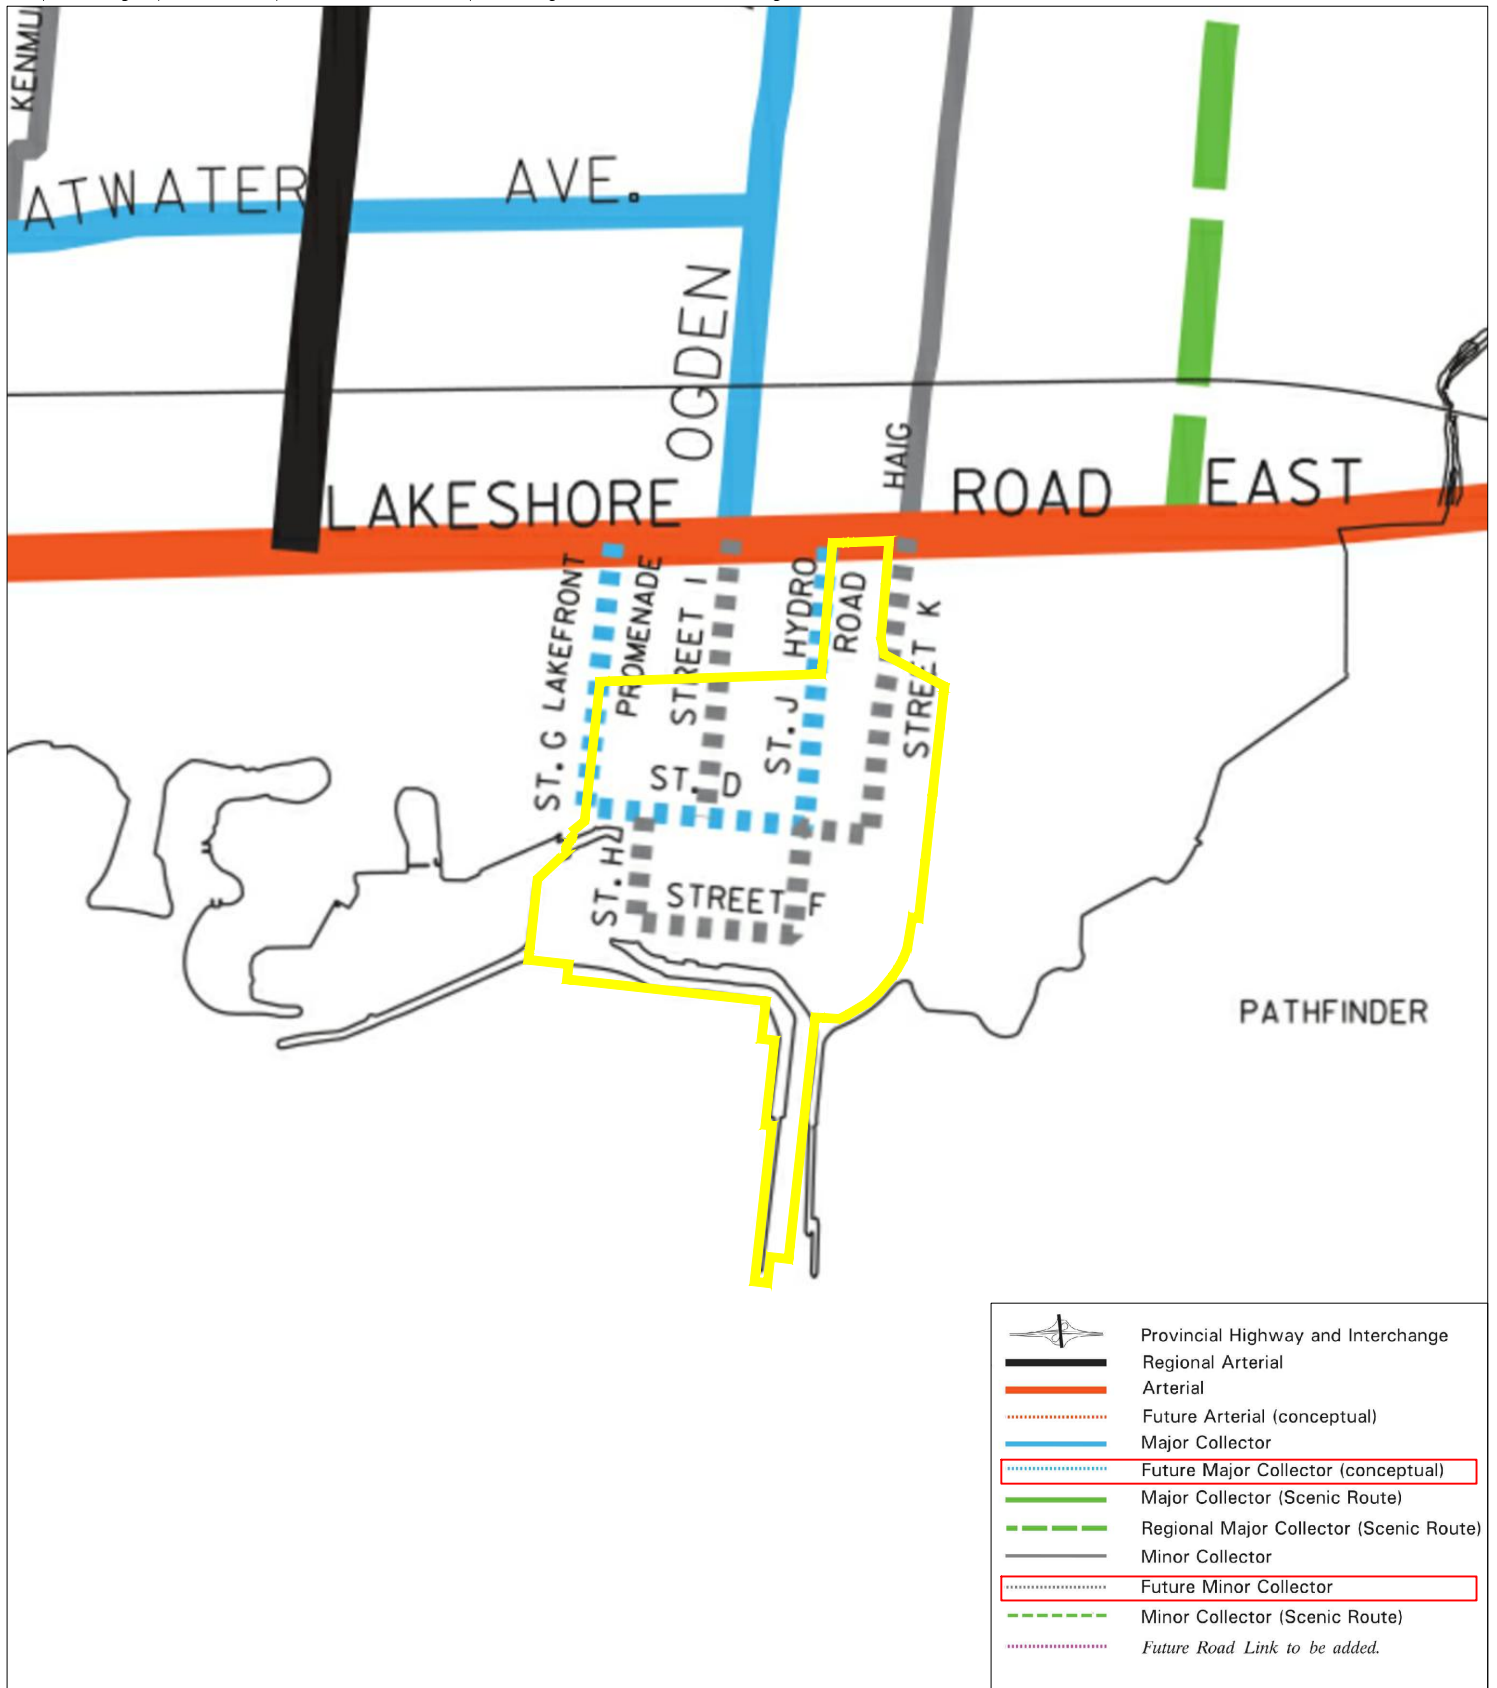 KENMU
ATWATER AVE.
OGDEN
HAIG
LAKESHORE ROAD EAST
ST. G LAKEFRONT
PROMENADE
STREET I
ST. J HYDRO
ROAD
STREET K
ST. D
ST. H
STREET F
PATHFINDER
Provincial Highway and Interchange
Regional Arterial
Arterial
Future Arterial (conceptual)
Major Collector
Future Major Collector (conceptual)
Major Collector (Scenic Route)
Regional Major Collector (Scenic Route)
Minor Collector
Future Minor Collector
Minor Collector (Scenic Route)
Future Road Link to be added.